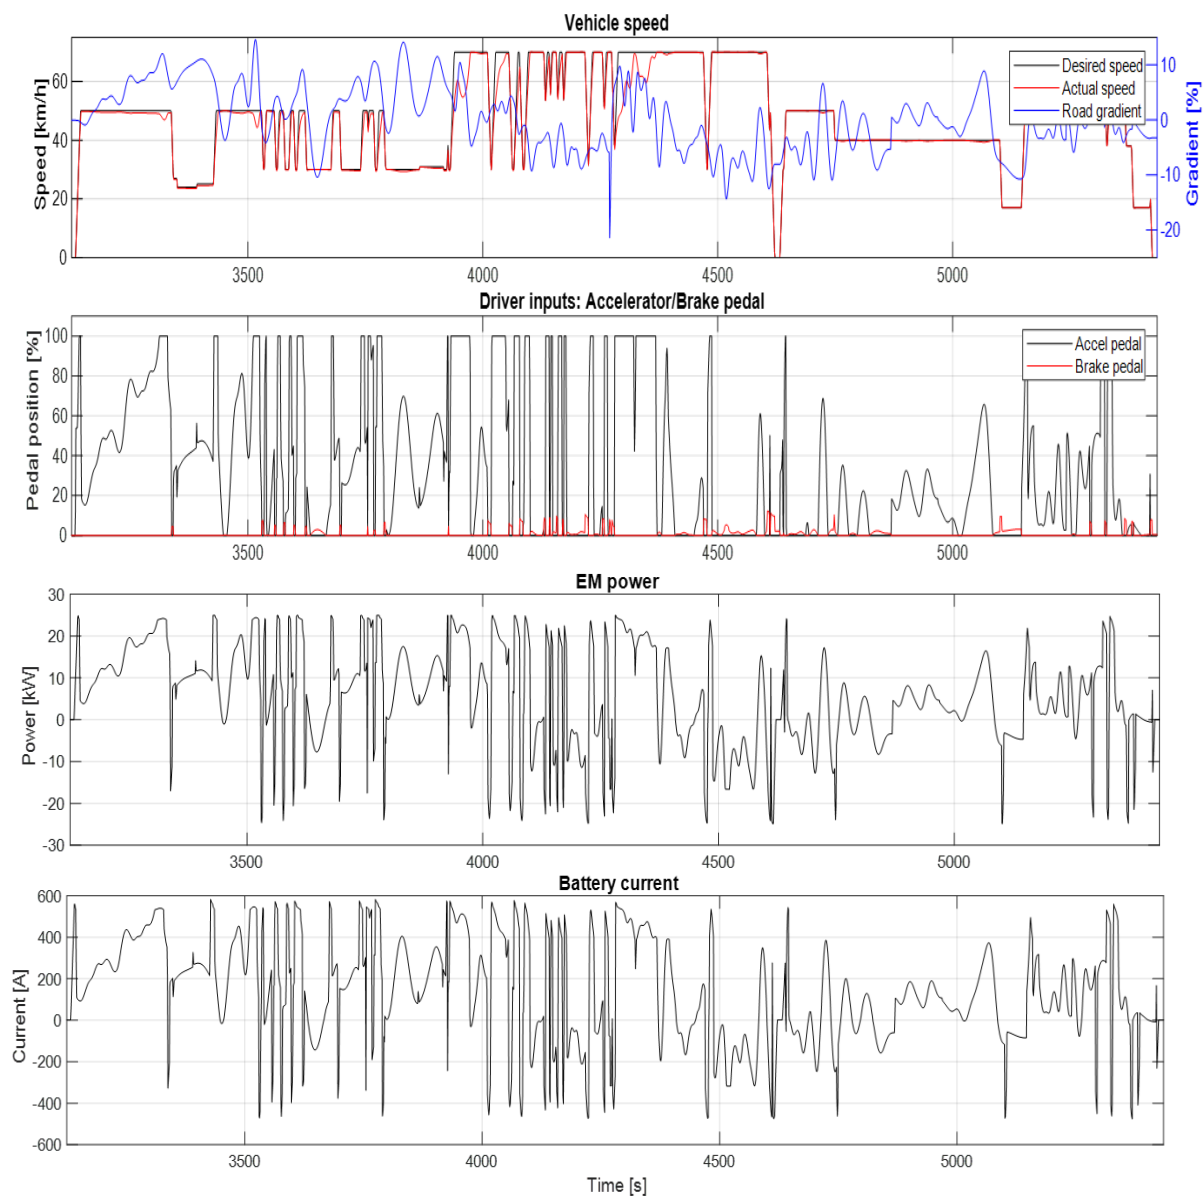 Vehicle speed
Speed [km/h]
60
40
20
0
3500
4000
4500
5000
10
0
-10
-20
Gradient [%]
Desired speed
Actual speed
Road gradient
Driver inputs: Accelerator/Brake pedal
Pedal position [%]
100
80
60
40
20
0
3500
4000
4500
5000
Accel pedal
Brake pedal
EM power
Power [kW]
30
20
10
0
-10
-20
-30
3500
4000
4500
5000
Battery current
Current [A]
600
400
200
0
-200
-400
-600
3500
4000
4500
5000
Time [s]